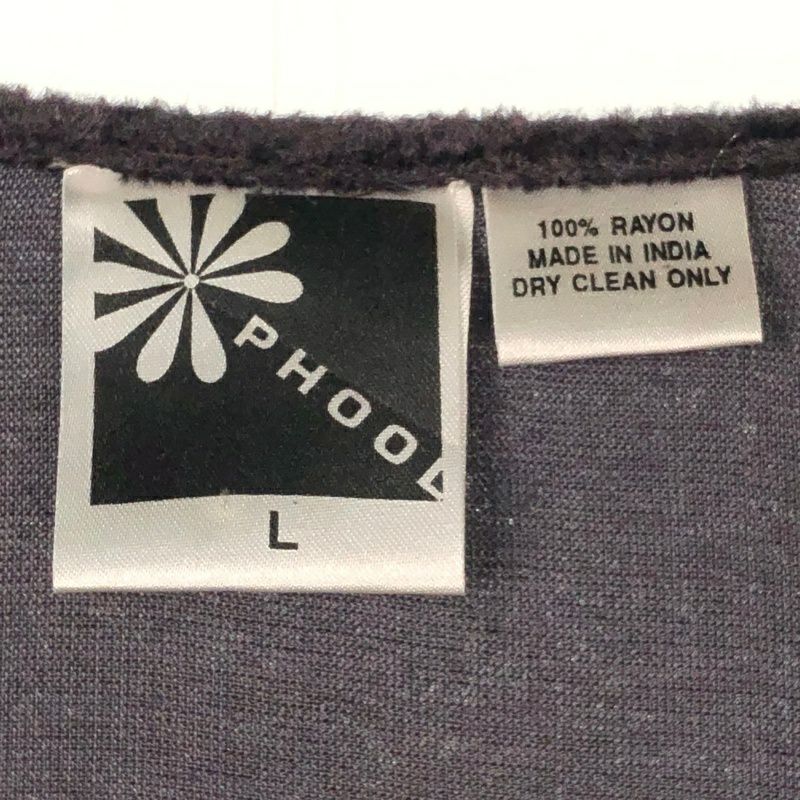 PHOOL
L
100% RAYON
MADE IN INDIA
DRY CLEAN ONLY